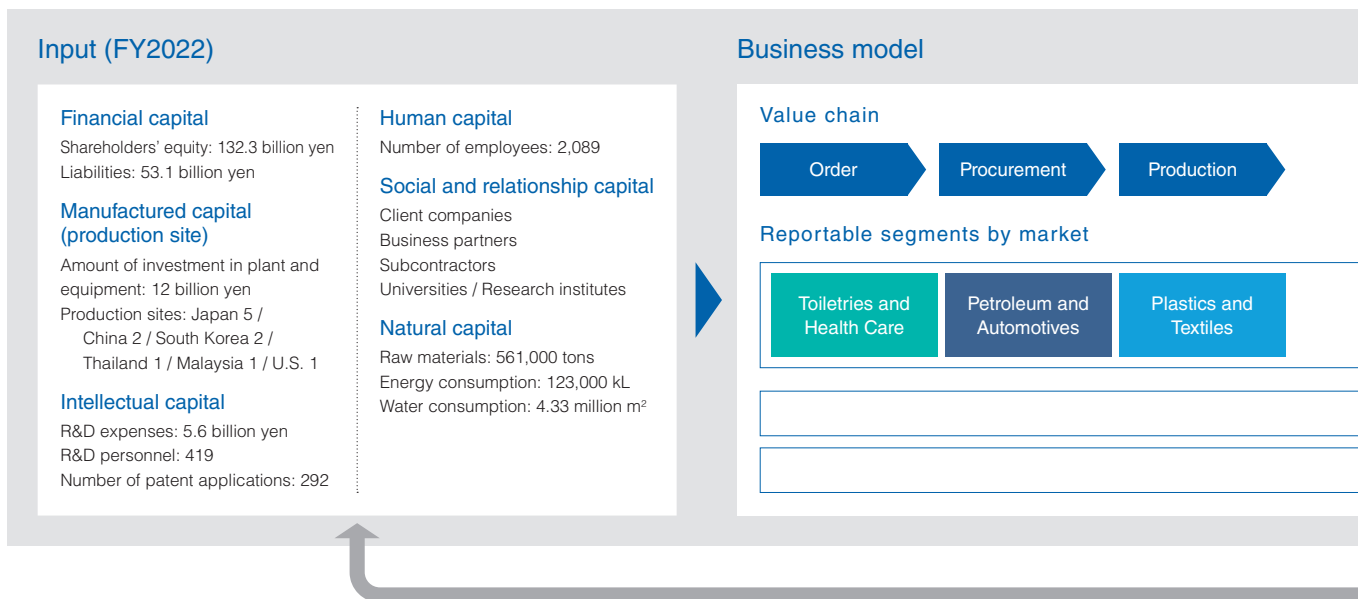 Input (FY2022)
Financial capital
Shareholders’ equity: 132.3 billion yen
Liabilities: 53.1 billion yen
Manufactured capital
(production site)
Amount of investment in plant and
equipment: 12 billion yen
Production sites: Japan 5 /
China 2 / South Korea 2 /
Thailand 1 / Malaysia 1 / U.S. 1
Intellectual capital
R&D expenses: 5.6 billion yen
R&D personnel: 419
Number of patent applications: 292
Human capital
Number of employees: 2,089
Social and relationship capital
Client companies
Business partners
Subcontractors
Universities / Research institutes
Natural capital
Raw materials: 561,000 tons
Energy consumption: 123,000 kL
Water consumption: 4.33 million m²
Business model
Value chain
Order
Procurement
Production
Reportable segments by market
Toiletries and
Health Care
Petroleum and
Automotives
Plastics and
Textiles